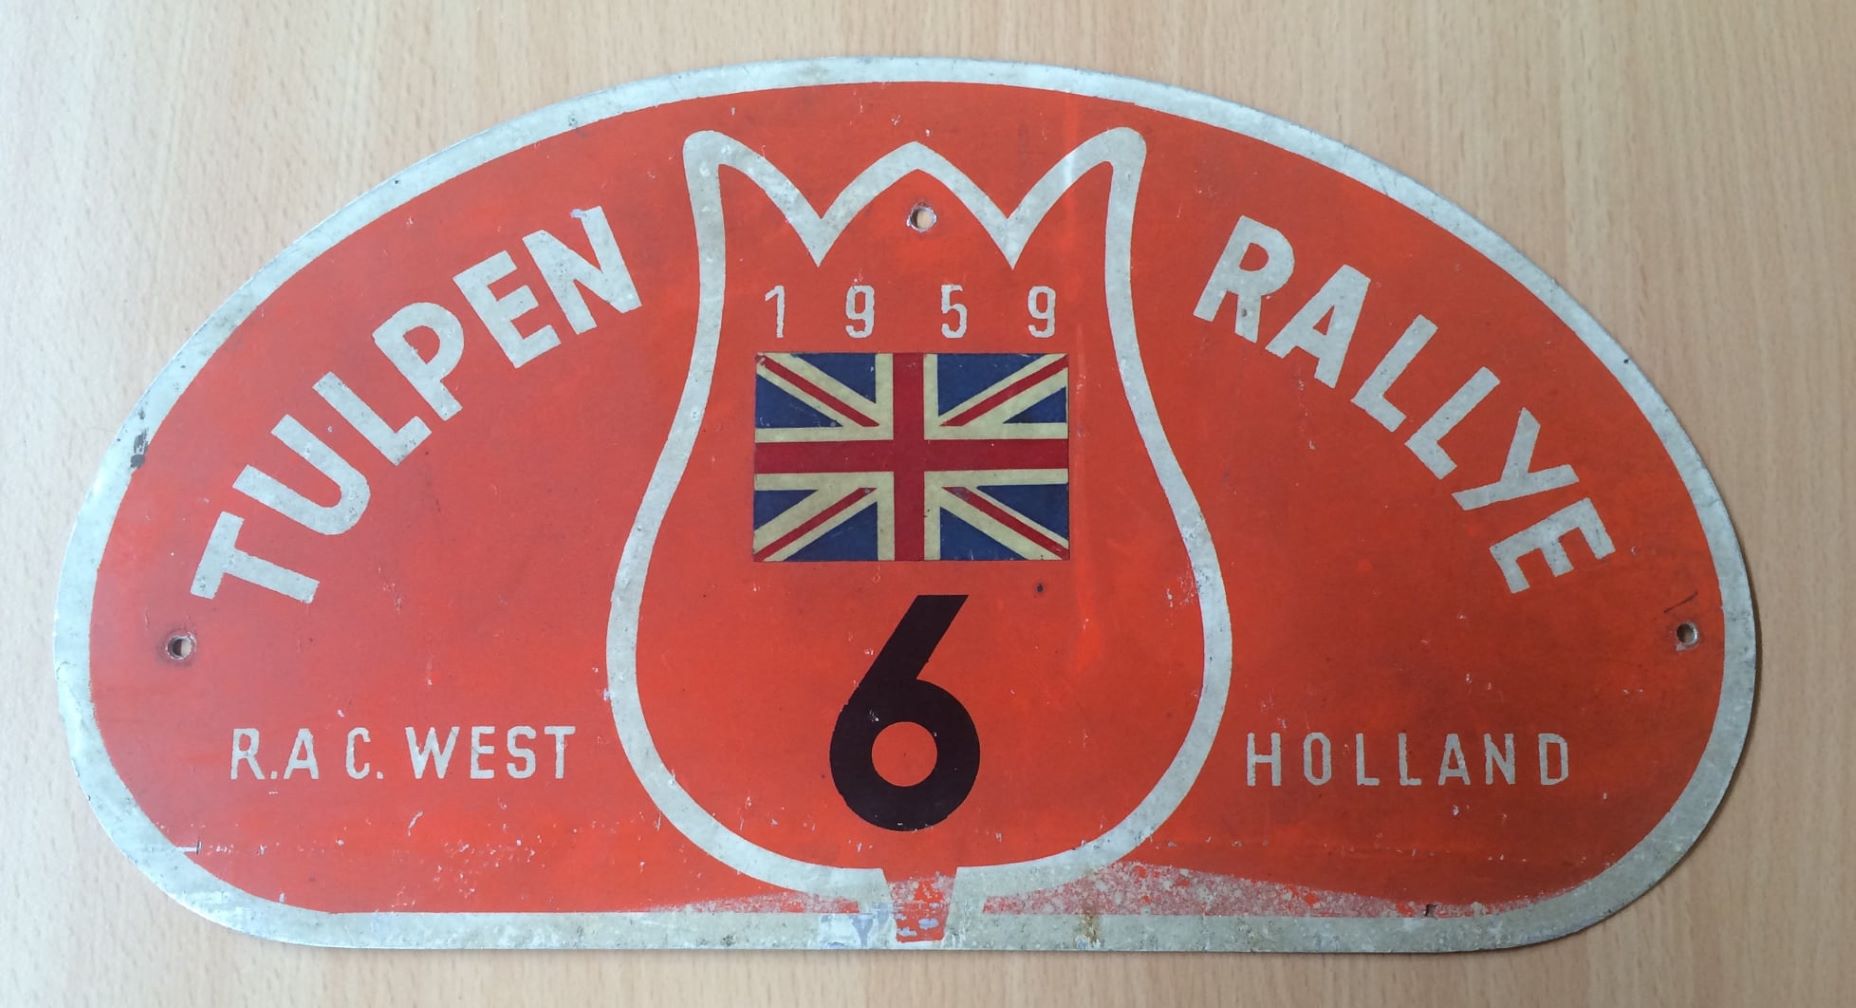 TULPEN RALLYE
1959
6
R.A C. WEST HOLLAND